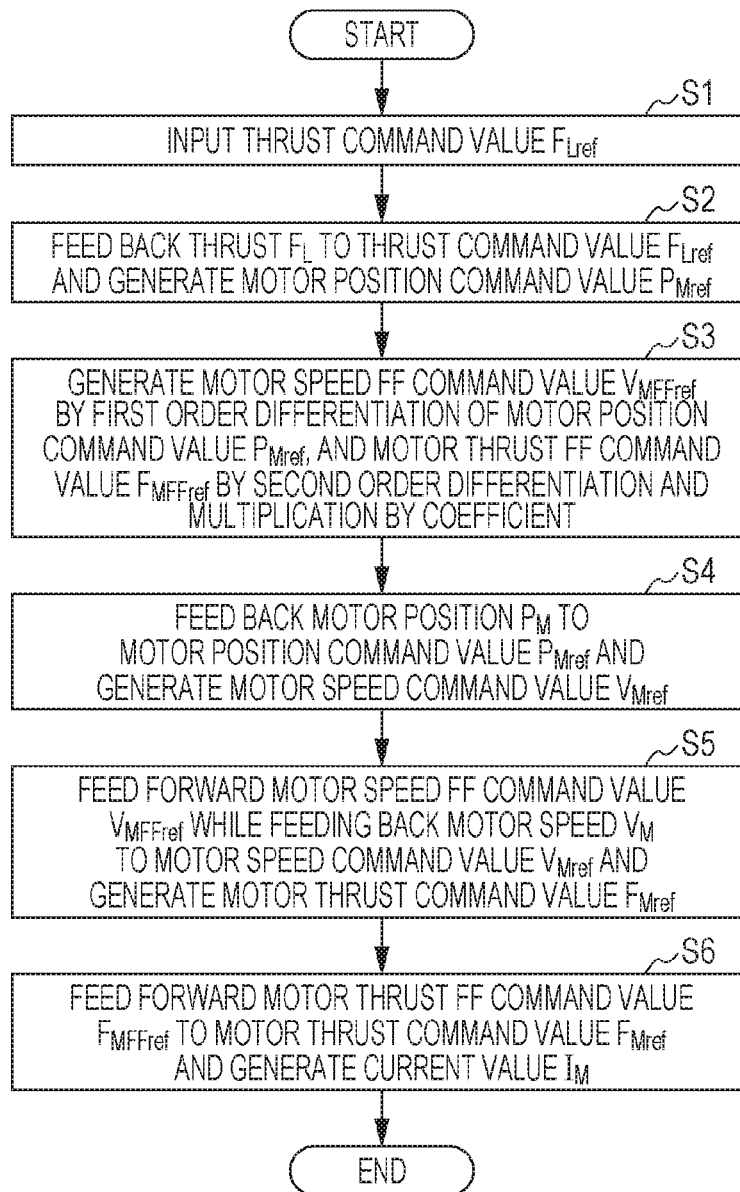 START
S1
INPUT THRUST COMMAND VALUE FLref
S2
FEED BACK THRUST FL TO THRUST COMMAND VALUE FLref
AND GENERATE MOTOR POSITION COMMAND VALUE PMref
S3
GENERATE MOTOR SPEED FF COMMAND VALUE VMFFref
BY FIRST ORDER DIFFERENTIATION OF MOTOR POSITION
COMMAND VALUE PMref, AND MOTOR THRUST FF COMMAND
VALUE FMFFref BY SECOND ORDER DIFFERENTIATION AND
MULTIPLICATION BY COEFFICIENT
S4
FEED BACK MOTOR POSITION PM TO
MOTOR POSITION COMMAND VALUE PMref AND
GENERATE MOTOR SPEED COMMAND VALUE VMref
S5
FEED FORWARD MOTOR SPEED FF COMMAND VALUE
VMFFref WHILE FEEDING BACK MOTOR SPEED VM
TO MOTOR SPEED COMMAND VALUE VMref AND
GENERATE MOTOR THRUST COMMAND VALUE FMref
S6
FEED FORWARD MOTOR THRUST FF COMMAND VALUE
FMFFref TO MOTOR THRUST COMMAND VALUE FMref
AND GENERATE CURRENT VALUE IM
END